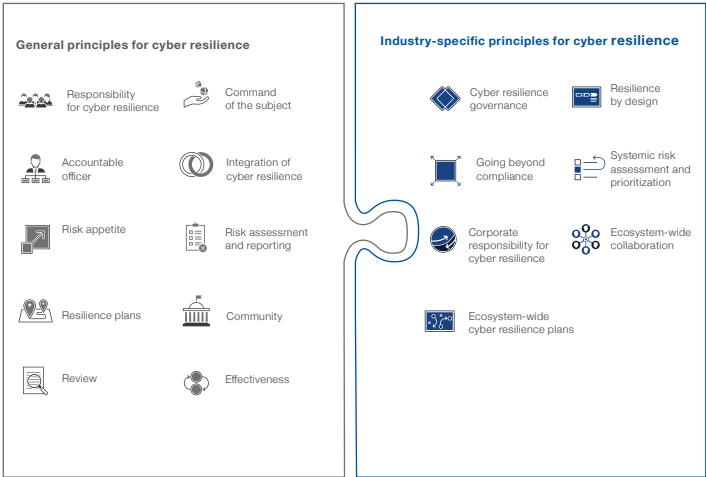 General principles for cyber resilience
Responsibility
for cyber resilience
Command
of the subject
Accountable
officer
Integration of
cyber resilience
Risk appetite
Risk assessment
and reporting
Resilience plans
Community
Review
Effectiveness
Industry-specific principles for cyber resilience
Cyber resilience
governance
Resilience
by design
Going beyond
compliance
Systemic risk
assessment and
prioritization
Corporate
responsibility for
cyber resilience
Ecosystem-wide
collaboration
Ecosystem-wide
cyber resilience plans